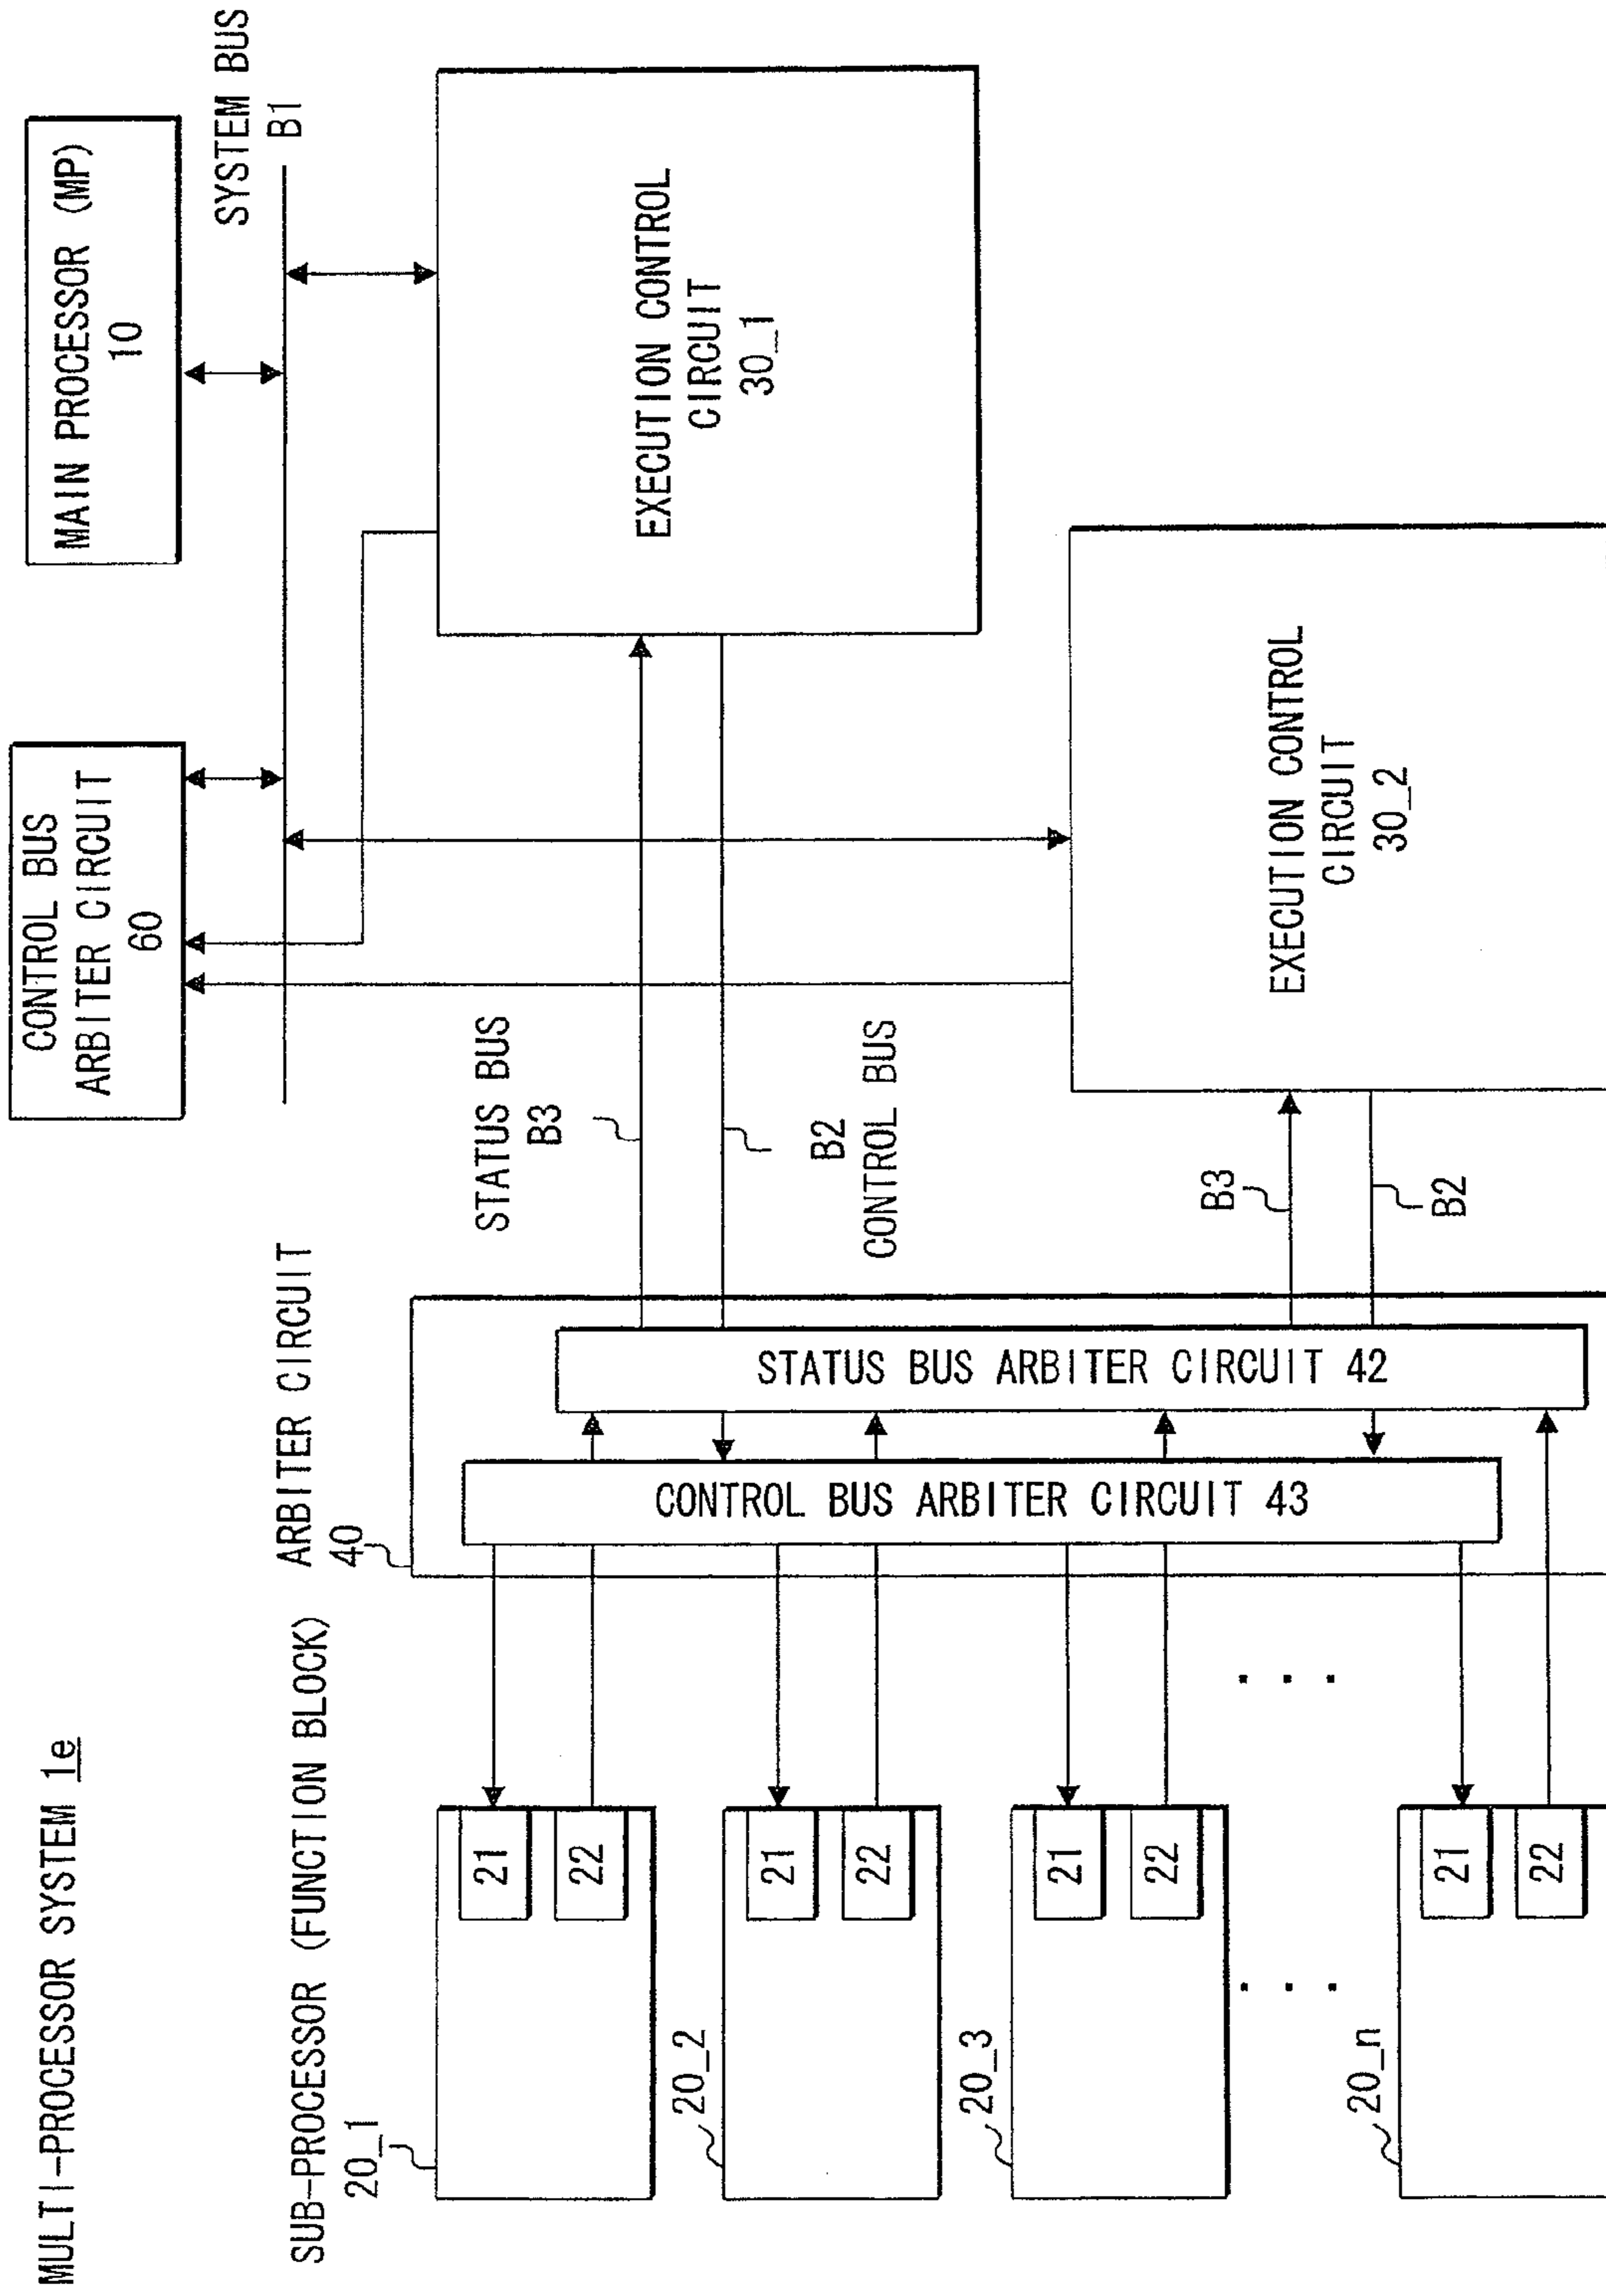 MULTI-PROCESSOR SYSTEM 1e
SUB-PROCESSOR (FUNCTION BLOCK)
20_1
21
22
20_2
21
22
20_3
21
22
. . .
. . .
20_n
21
22
ARBITER CIRCUIT
40
CONTROL BUS ARBITER CIRCUIT 43
STATUS BUS ARBITER CIRCUIT 42
STATUS BUS
B3
B2
CONTROL BUS
B3
B2
CONTROL BUS
ARBITER CIRCUIT
60
MAIN PROCESSOR (MP)
10
SYSTEM BUS
B1
EXECUTION CONTROL
CIRCUIT
30_1
EXECUTION CONTROL
CIRCUIT
30_2